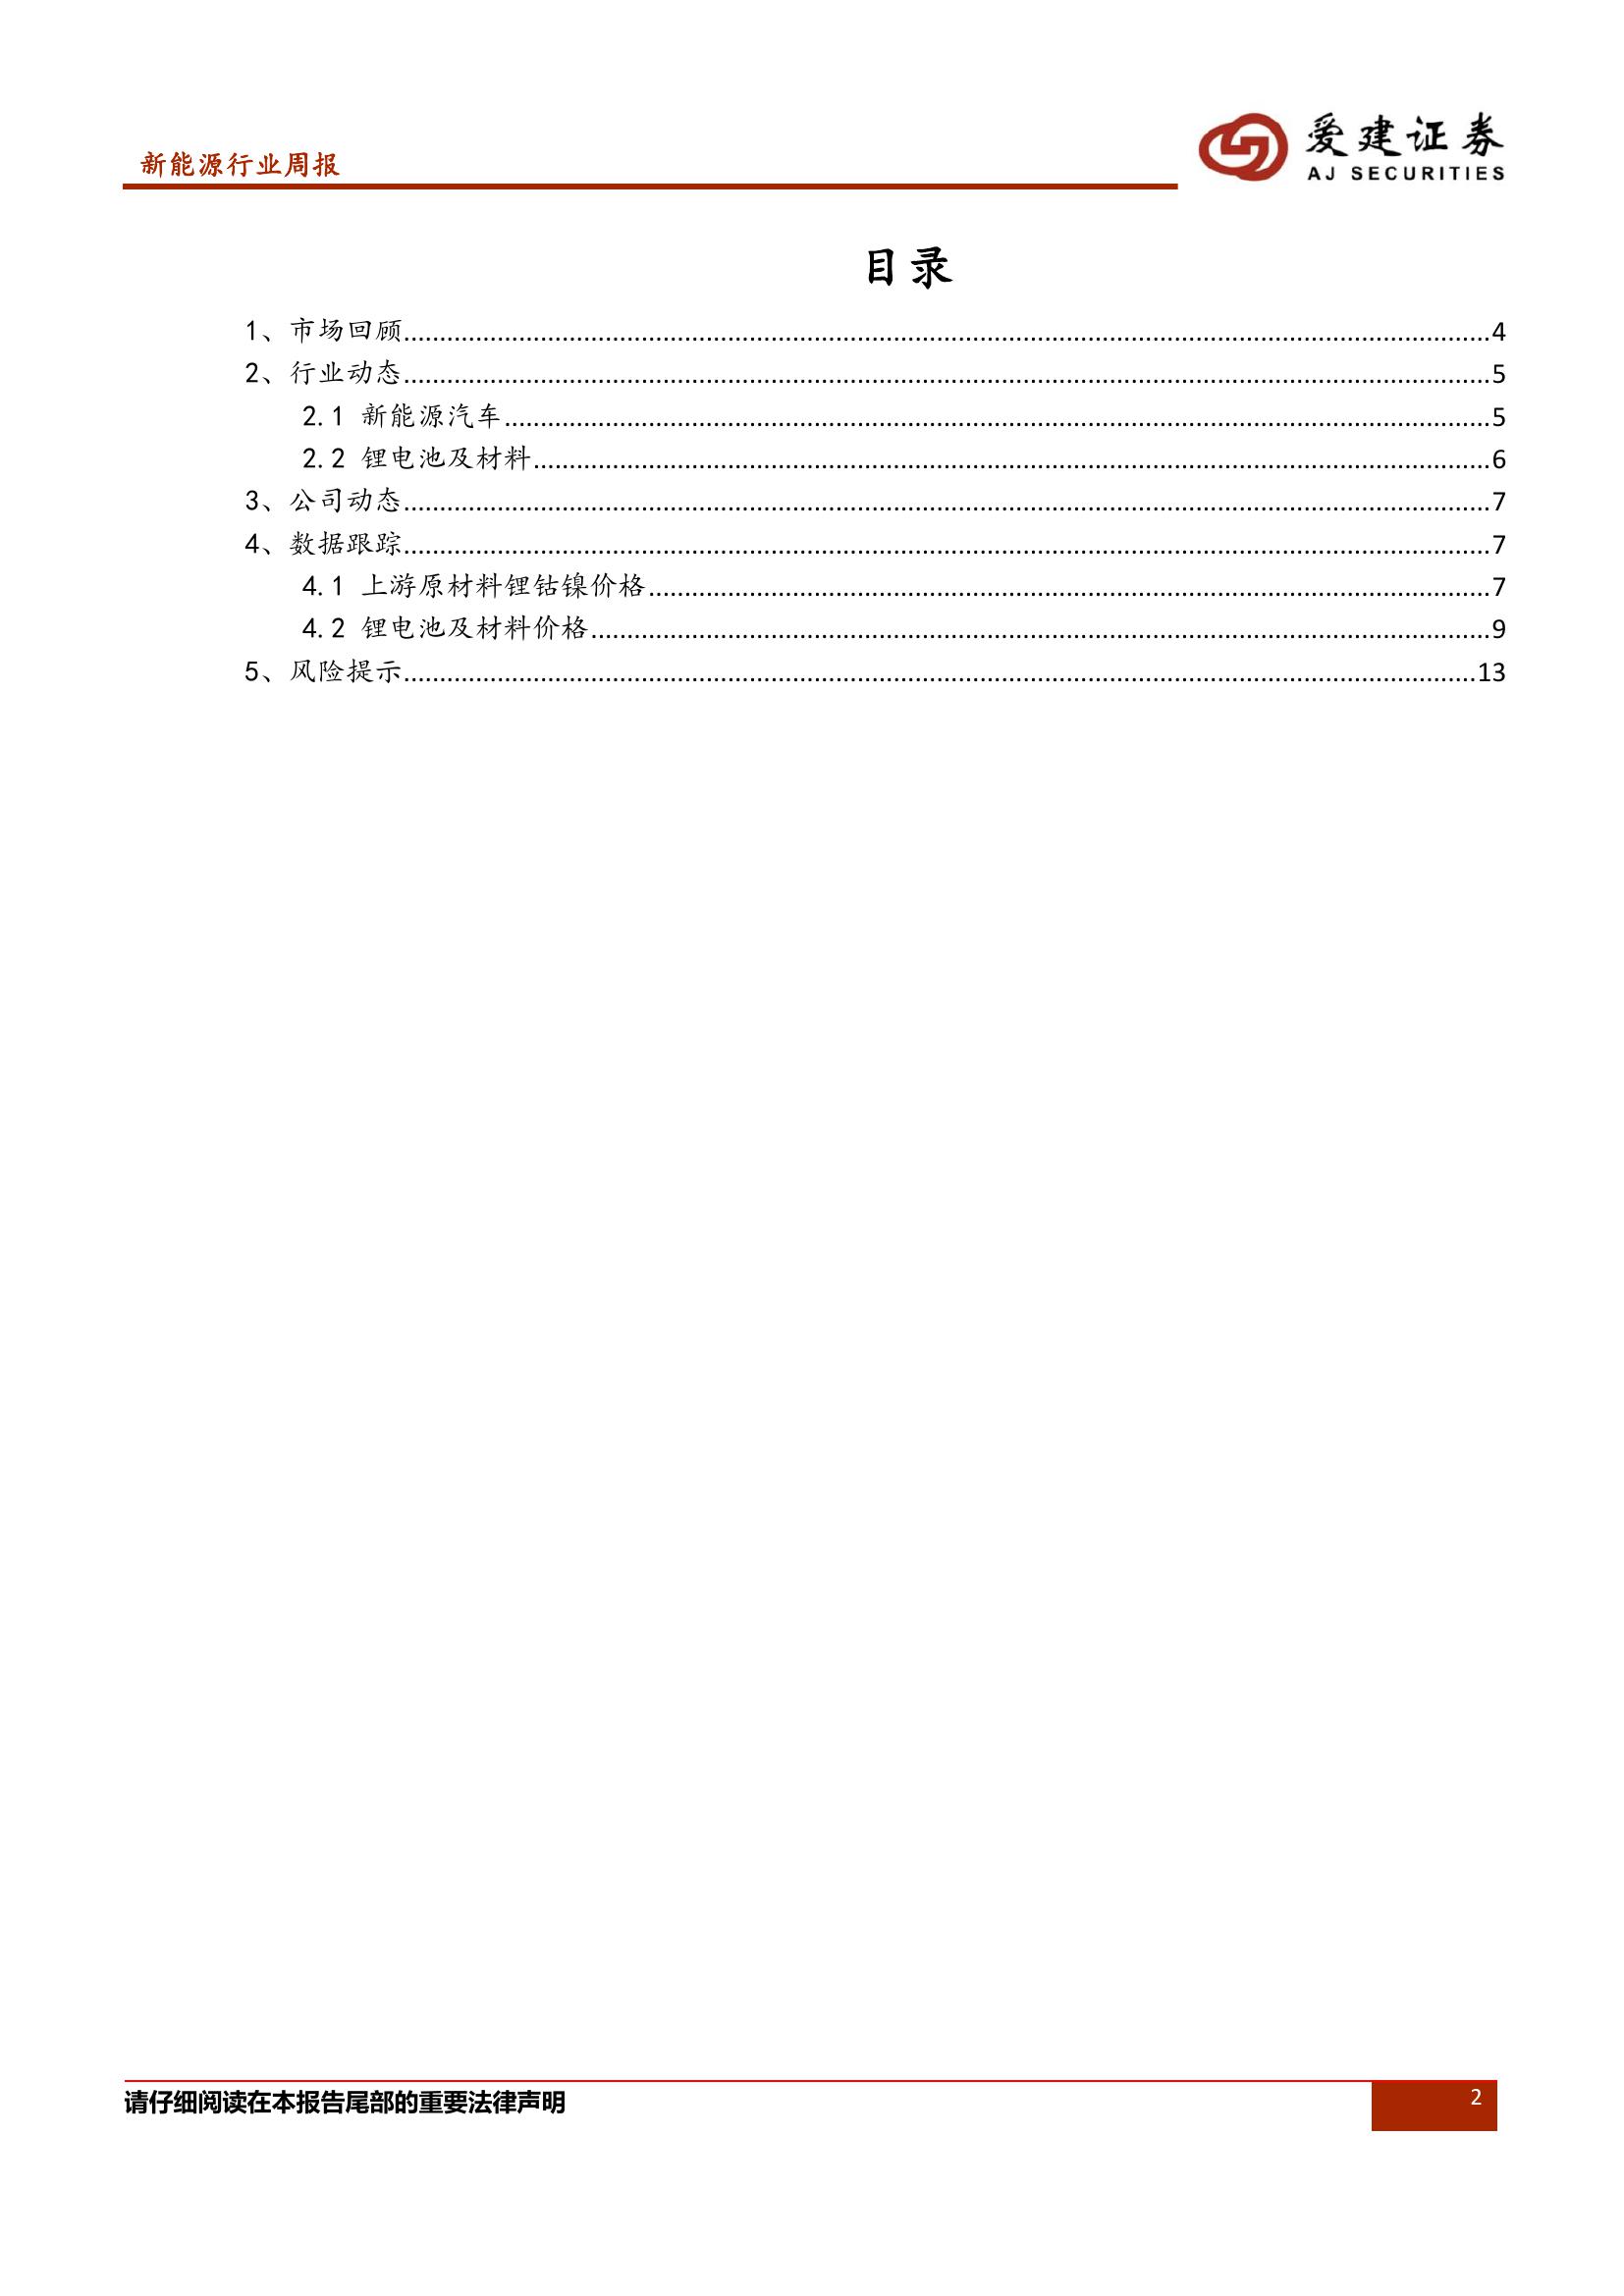 新能源行业周报
爱建证券
AJ SECURITIES
目录
1、市场回顾........................................4
2、行业动态........................................5
2.1 新能源汽车........................................5
2.2 锂电池及材料........................................6
3、公司动态........................................7
4、数据跟踪........................................7
4.1 上游原材料锂钴镍价格........................................7
4.2 锂电池及材料价格........................................9
5、风险提示........................................13
请仔细阅读在本报告尾部的重要法律声明
2